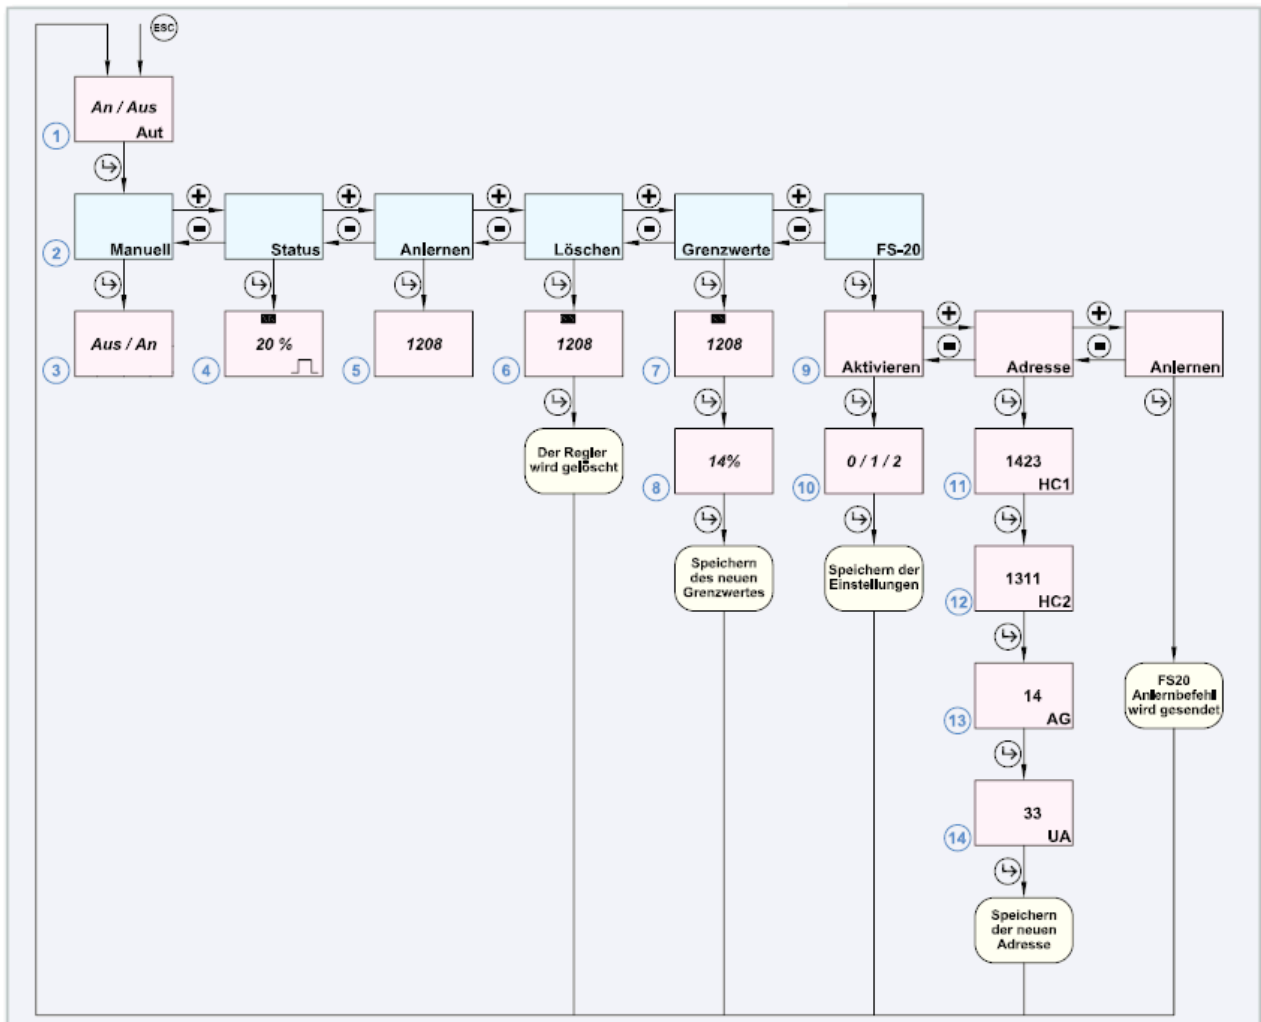 ESC
An / Aus
Aut
1
+ + + + +
- - - - -
2
Manuell
Status
Anlernen
Löschen
Grenzwerte
FS-20
3
Aus / An
4
20 %
5
1208
6
1208
7
1208
+ +
- -
9
Aktivieren
Adresse
Anlernen
Der Regler
wird gelöscht
8
14%
10
0 / 1 / 2
11
1423
HC1
Speichern
des neuen
Grenzwertes
Speichern der
Einstellungen
12
1311
HC2
13
14
AG
FS20
Anlernbefehl
wird gesendet
14
33
UA
Speichern
der neuen
Adresse